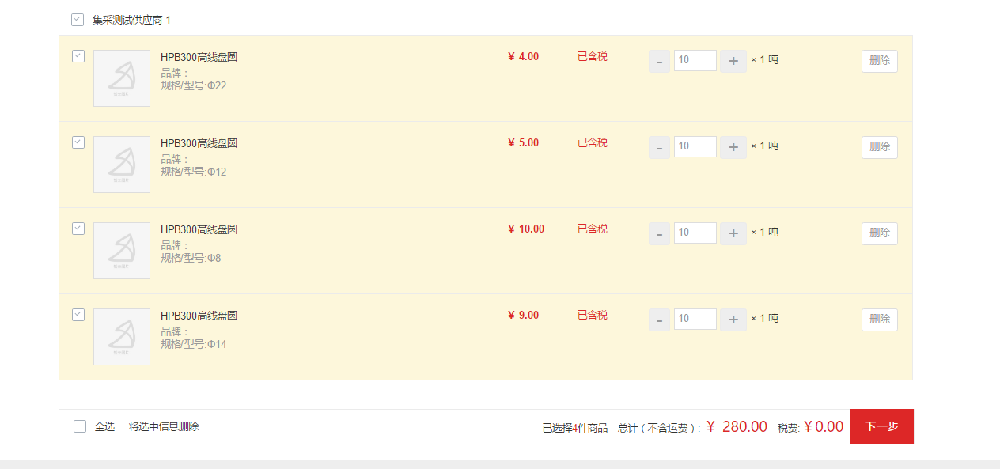 集采测试供应商-1
HPB300高线盘圆
品牌：
规格/型号:Φ22
¥ 4.00
已含税
- 10 + × 1 吨
删除
HPB300高线盘圆
品牌：
规格/型号:Φ12
¥ 5.00
已含税
- 10 + × 1 吨
删除
HPB300高线盘圆
品牌：
规格/型号:Φ8
¥ 10.00
已含税
- 10 + × 1 吨
删除
HPB300高线盘圆
品牌：
规格/型号:Φ14
¥ 9.00
已含税
- 10 + × 1 吨
删除
全选 将选中信息删除 已选择4件商品 总计（不含运费）: ¥ 280.00 税费: ¥ 0.00 下一步